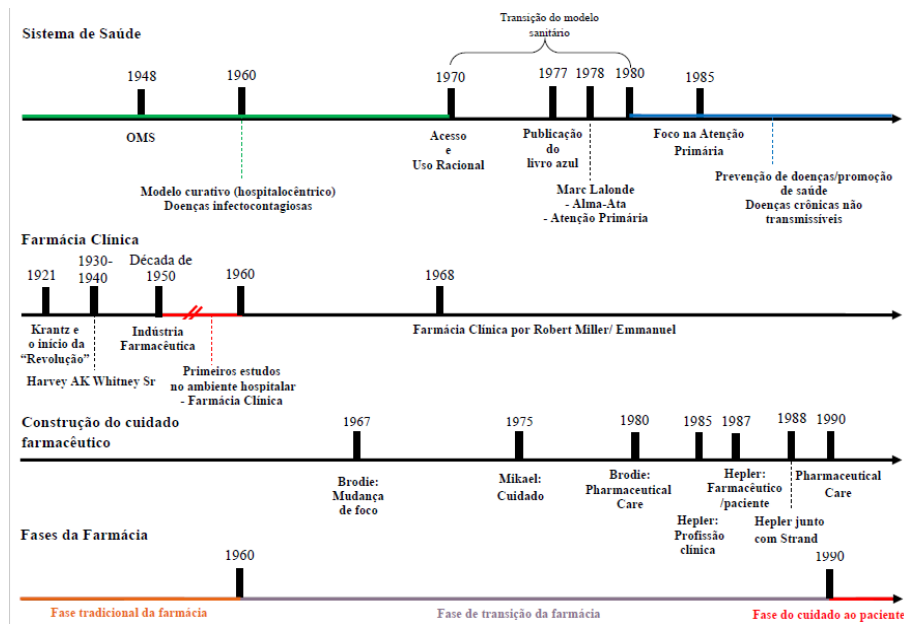 Transição do modelo
sanitário
Sistema de Saúde
1948
1960
1970
1977
1978
1980
1985
OMS
Acesso
e
Uso Racional
Publicação
do
livro azul
Foco na Atenção
Primária
Modelo curativo (hospitalocêntrico)
Doenças infectocontagiosas
Marc Lalonde
- Alma-Ata
- Atenção Primária
Prevenção de doenças/promoção
de saúde
Doenças crônicas não
transmissíveis
Farmácia Clínica
1921
1930-
1940
Década de
1950
1960
1968
Krantz e
o início da
“Revolução”
Harvey AK Whitney Sr
Indústria
Farmacêutica
Primeiros estudos
no ambiente hospitalar
- Farmácia Clínica
Farmácia Clínica por Robert Miller/ Emmanuel
Construção do cuidado
farmacêutico
1967
1975
1980
1985
1987
1988
1990
Brodie:
Mudança
de foco
Mikael:
Cuidado
Brodie:
Pharmaceutical
Care
Hepler:
Profissão
clínica
Hepler:
Farmacêutico
/paciente
Hepler junto
com Strand
Pharmaceutical
Care
Fases da Farmácia
1960
1990
Fase tradicional da farmácia
Fase de transição da farmácia
Fase do cuidado ao paciente